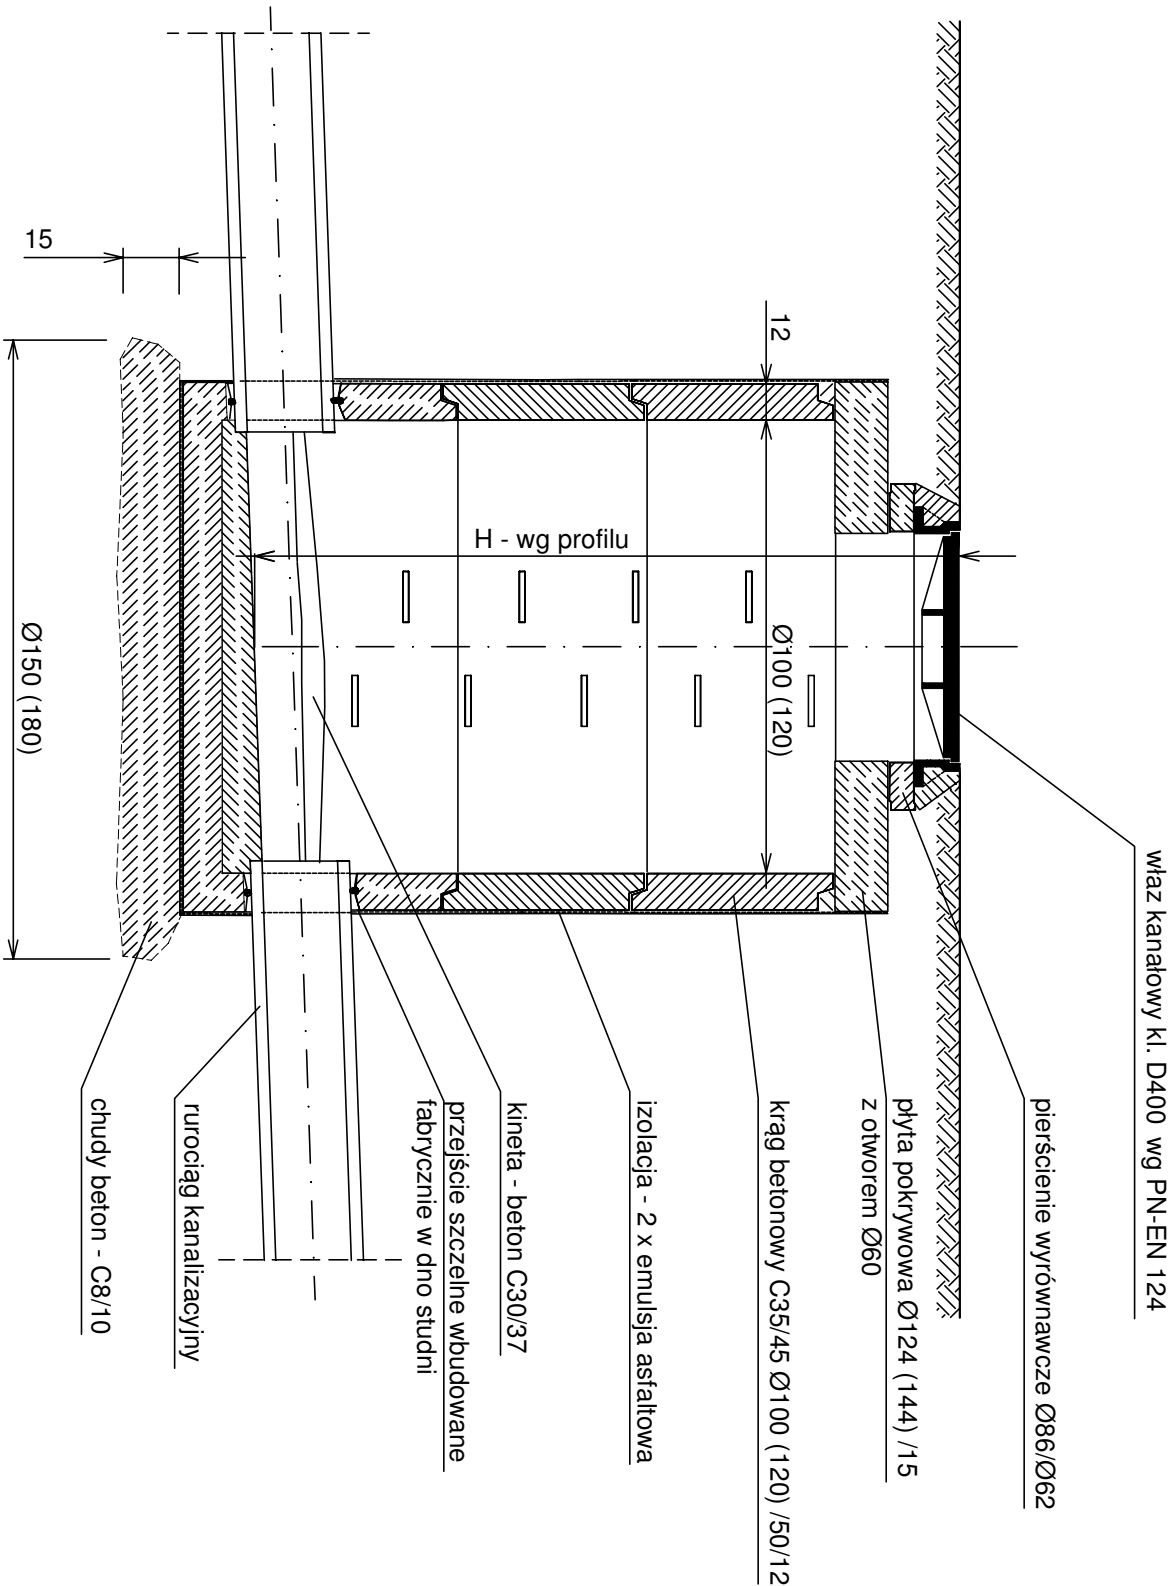 właz kanałowy kl. D400 wg PN-EN 124
pierścienie wyrównawcze Ø86/Ø62
płyta pokrywowa Ø124 (144) /15
z otworem Ø60
krąg betonowy C35/45 Ø100 (120) /50/12
izolacja - 2 x emulsja asfaltowa
kineta - beton C30/37
przejście szczelne wbudowane
fabrycznie w dno studni
rurociąg kanalizacyjny
chudy beton - C8/10
12
Ø100 (120)
H - wg profilu
15
Ø150 (180)